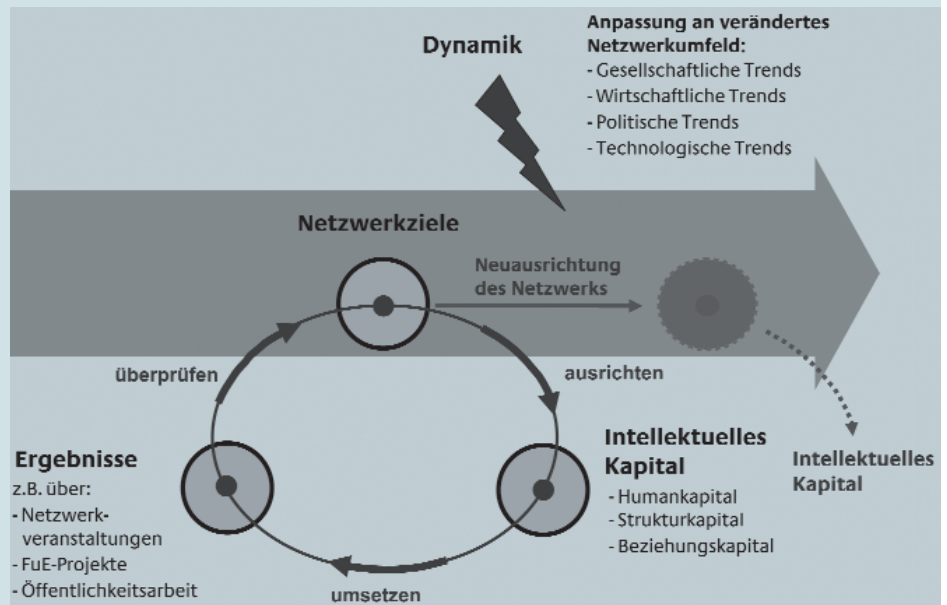 Dynamik
Anpassung an verändertes
Netzwerkumfeld:
- Gesellschaftliche Trends
- Wirtschaftliche Trends
- Politische Trends
- Technologische Trends
Netzwerkziele
Neuausrichtung
des Netzwerks
überprüfen
ausrichten
Ergebnisse
z.B. über:
- Netzwerk-
veranstaltungen
- FuE-Projekte
- Öffentlichkeitsarbeit
Intellektuelles
Kapital
- Humankapital
- Strukturkapital
- Beziehungskapital
Intellektuelles
Kapital
umsetzen